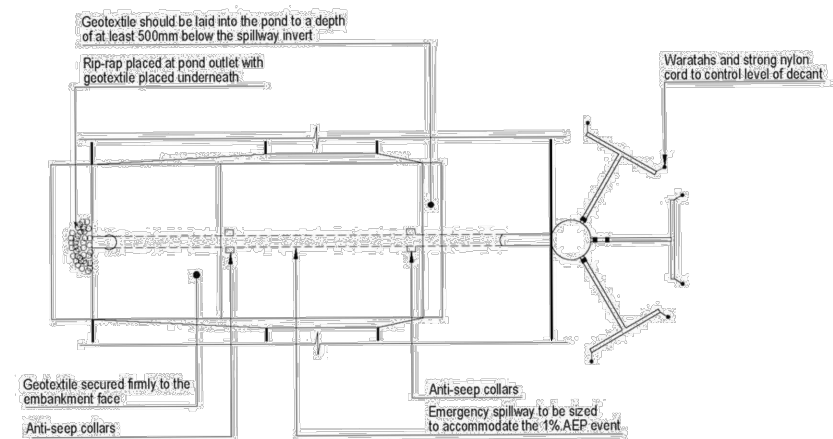 Geotextile should be laid into the pond to a depth
of at least 500mm below the spillway invert
Rip-rap placed at pond outlet with
geotextile placed underneath
Waratahs and strong nylon
cord to control level of decant
Geotextile secured firmly to the
embankment face
Anti-seep collars
Anti-seep collars
Emergency spillway to be sized
to accommodate the 1% AEP event